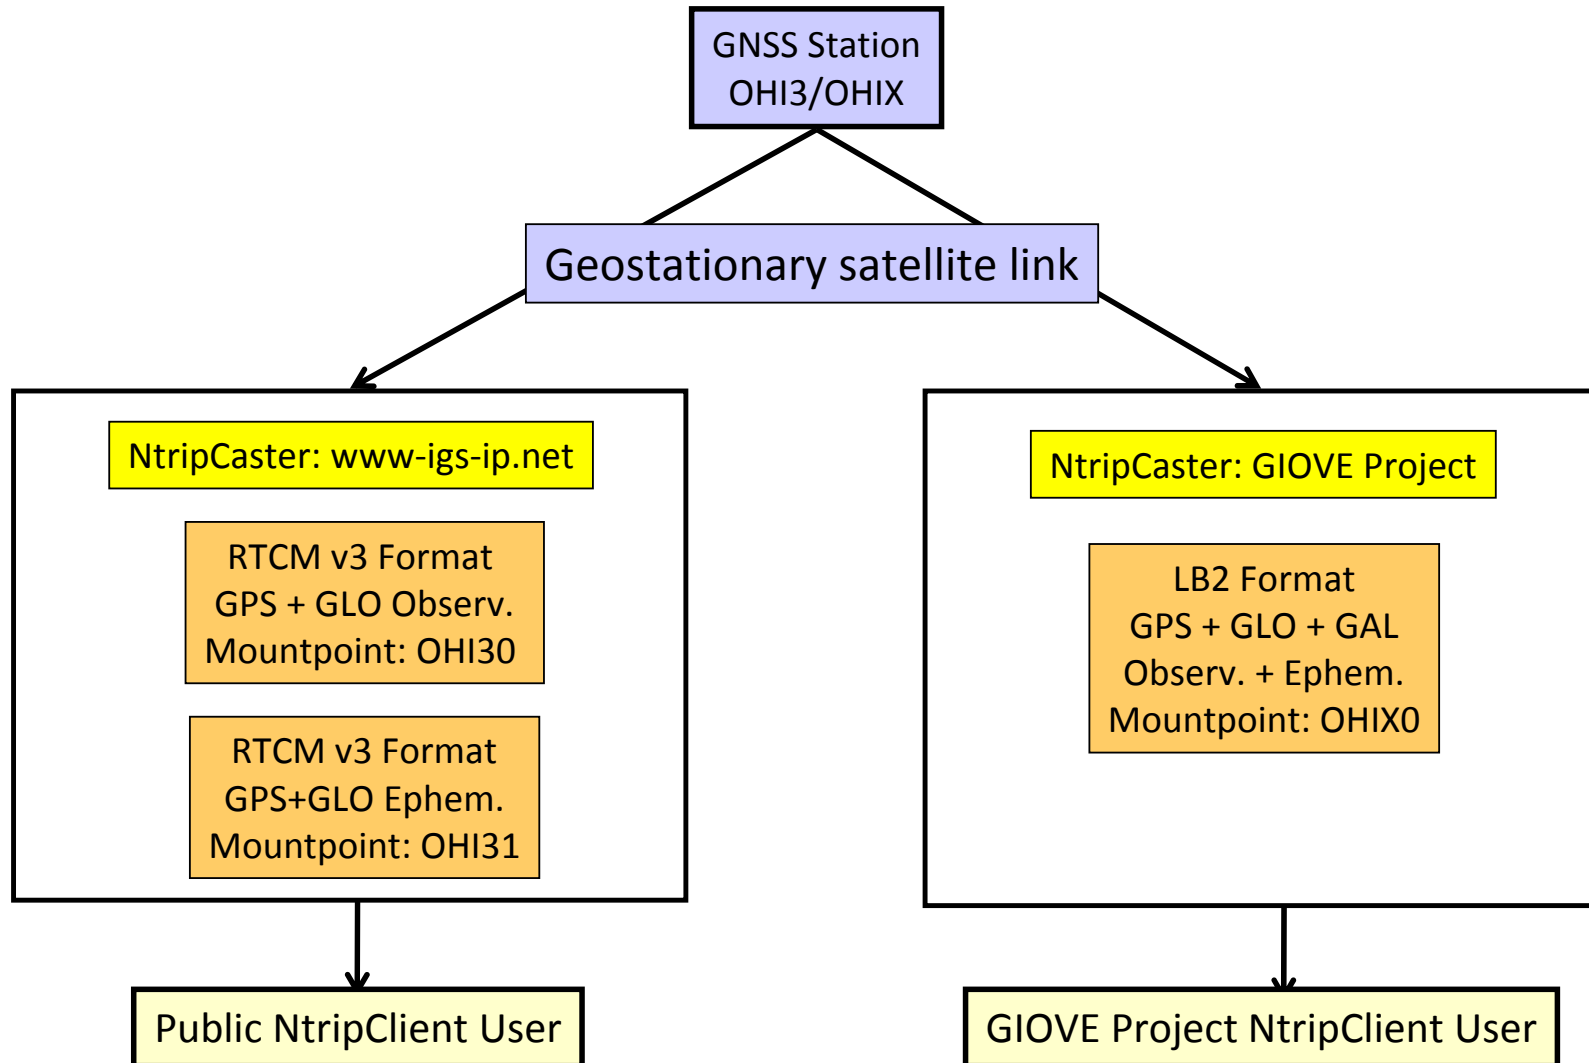 GNSS Station
OHI3/OHIX
Geostationary satellite link
NtripCaster: www-igs-ip.net
RTCM v3 Format
GPS + GLO Observ.
Mountpoint: OHI30
RTCM v3 Format
GPS+GLO Ephem.
Mountpoint: OHI31
Public NtripClient User
NtripCaster: GIOVE Project
LB2 Format
GPS + GLO + GAL
Observ. + Ephem.
Mountpoint: OHIX0
GIOVE Project NtripClient User